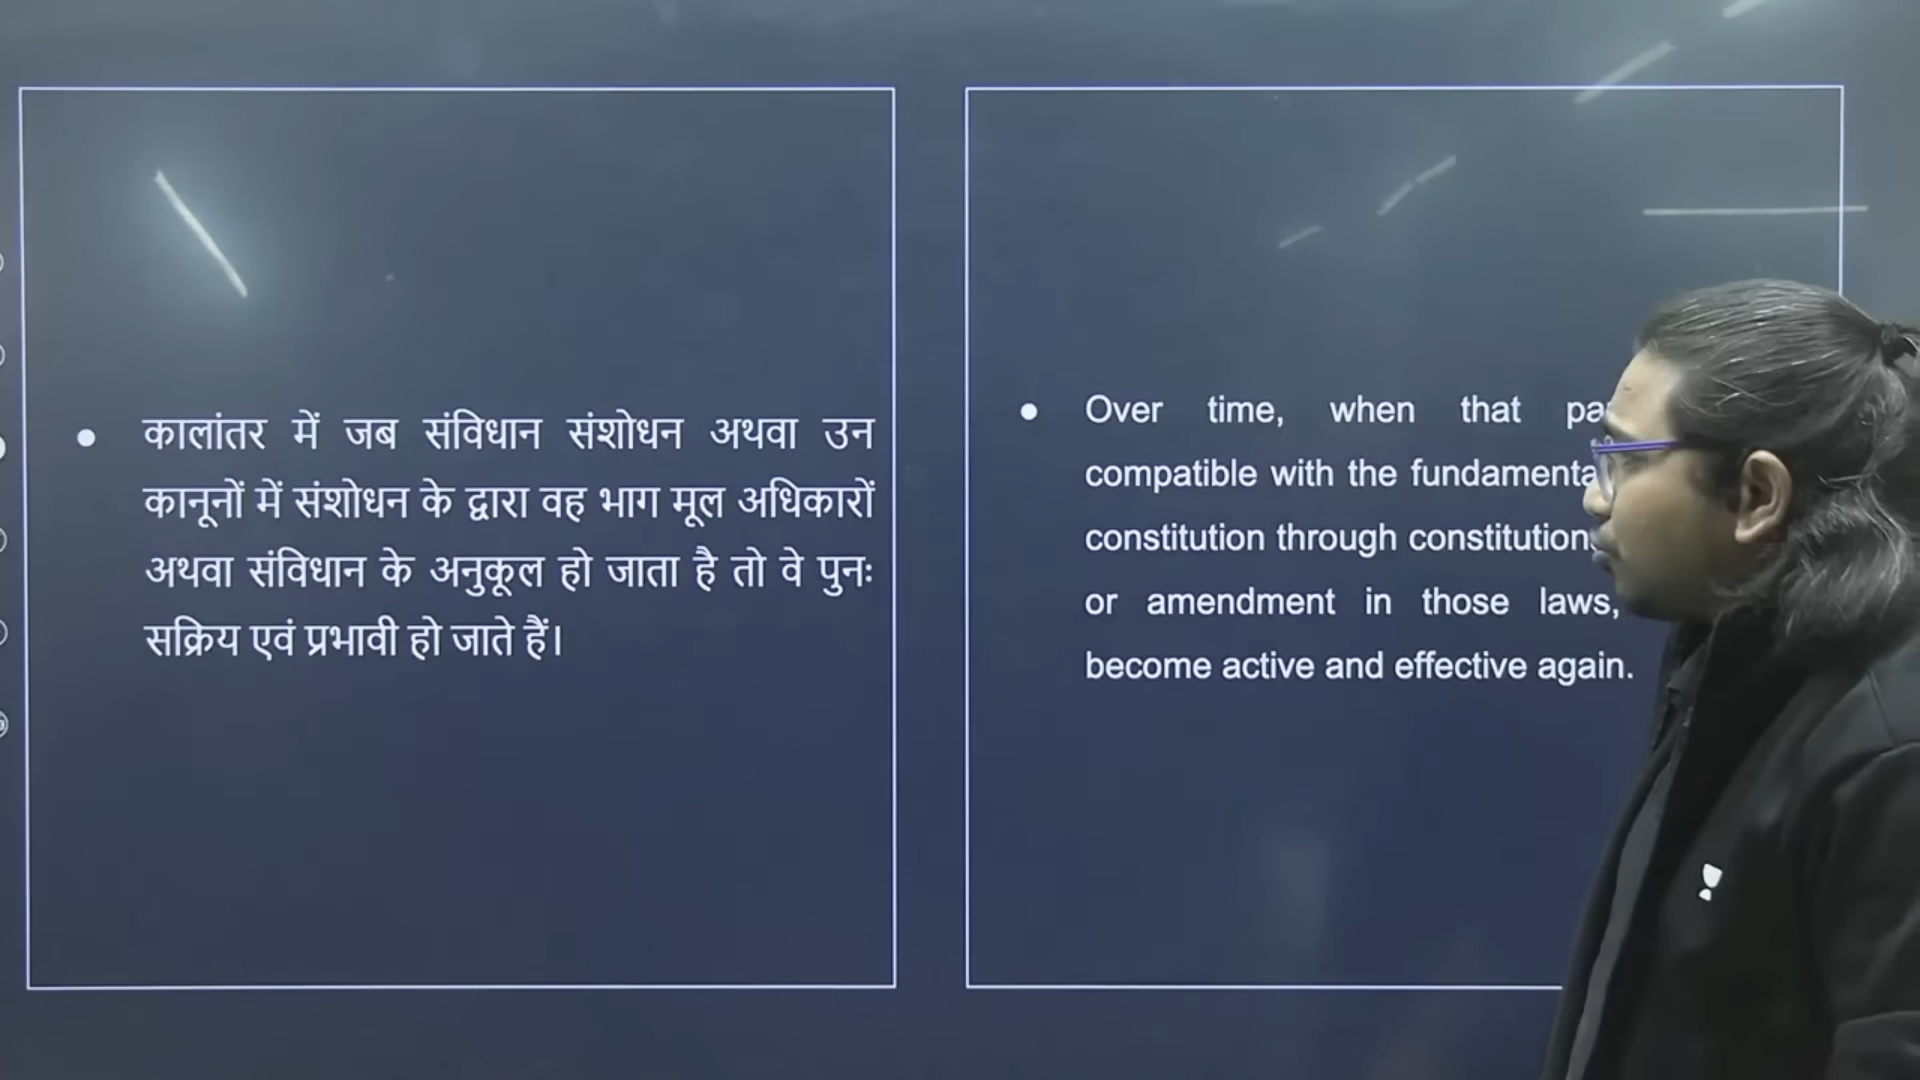 कालांतर में जब संविधान संशोधन अथवा उन
कानूनों में संशोधन के द्वारा वह भाग मूल अधिकारों
अथवा संविधान के अनुकूल हो जाता है तो वे पुनः
सक्रिय एवं प्रभावी हो जाते हैं।
Over time, when that
compatible with the
constitution through
or amendment in those laws,
become active and effective again.